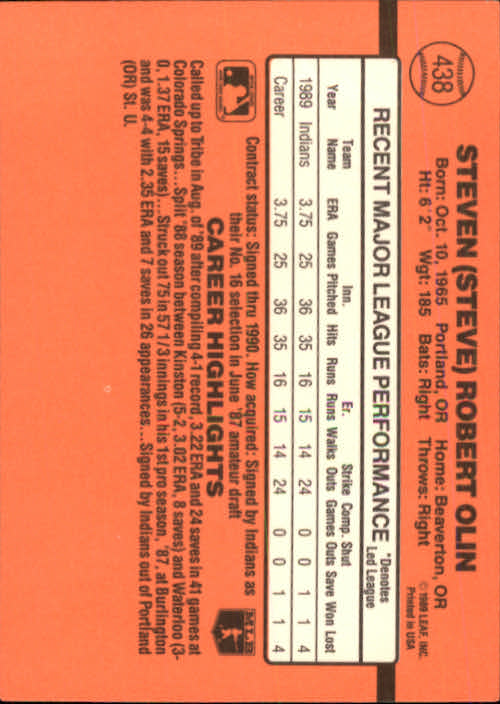 438
STEVEN (STEVE) ROBERT OLIN
Born: Oct. 10, 1965 Portland, OR Home: Beaverton, OR
Ht: 6'2" Wgt: 185 Bats: Right Throws: Right
© 1989 LEAF, INC.
Printed in USA
RECENT MAJOR LEAGUE PERFORMANCE
*Denotes
Led League
Team Inn. Er. Strike Comp. Shut
Year Name ERA Games Pitched Hits Runs Runs Walks Outs Games Outs Save Won Lost
1989 Indians 3.75 25 36 35 16 15 14 24 0 0 1 1 4
Career 3.75 25 36 35 16 15 14 24 0 0 1 1 4
Contract status: Signed thru 1990. How acquired: Signed by Indians as
their No. 16 selection in June '87 amateur draft
MLB
CAREER HIGHLIGHTS
Called up to Tribe in Aug. of '89 after compiling 4-1 record, 3.22 ERA and 24 saves in 41 games at
Colorado Springs...Split '88 season between Kinston (5-2, 3.02 ERA, 8 saves) and Waterloo (3-
0, 1.37 ERA, 15 saves)...Struck out 75 in 57 1/3 innings in his 1st pro season, '87, at Burlington
and was 4-4 with 2.35 ERA and 7 saves in 26 appearances...Signed by Indians out of Portland
(OR) St. U.